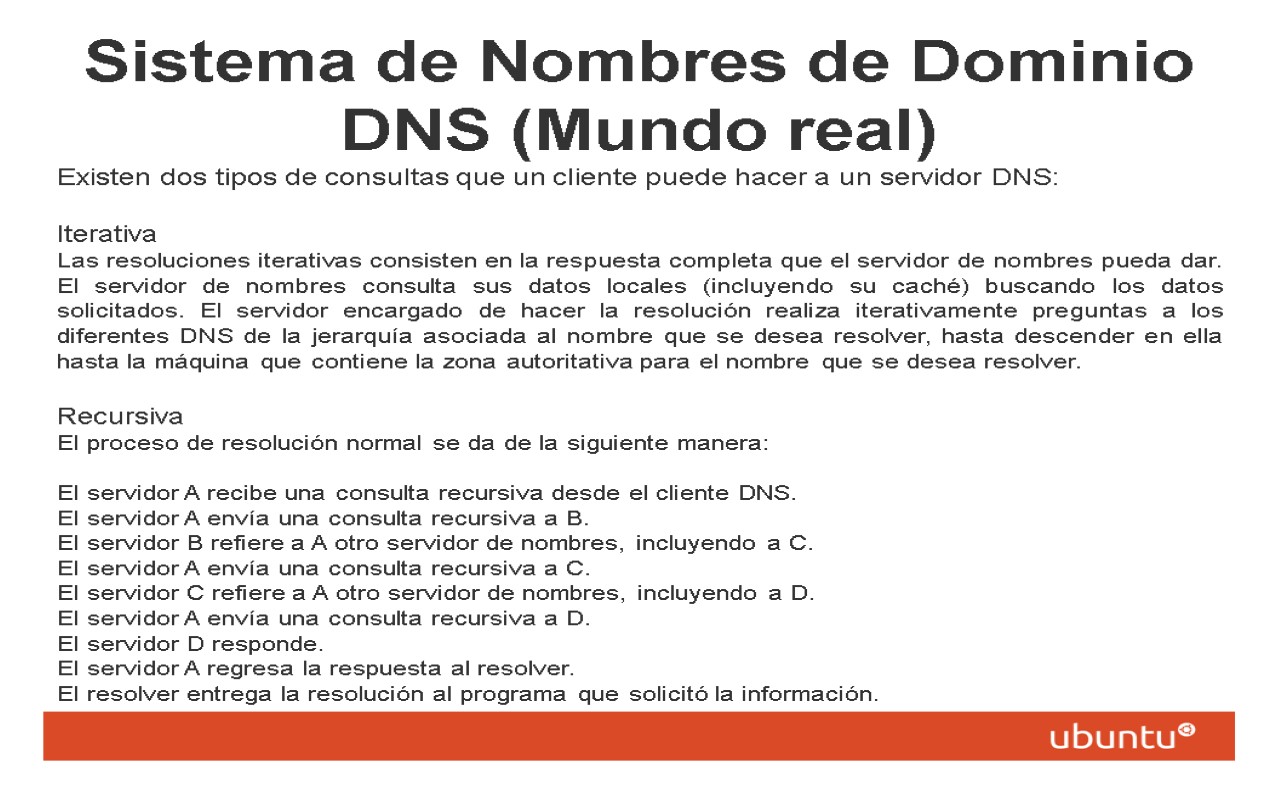 Sistema de Nombres de Dominio
DNS (Mundo real)
Existen dos tipos de consultas que un cliente puede hacer a un servidor DNS:
Iterativa
Las resoluciones iterativas consisten en la respuesta completa que el servidor de nombres pueda dar.
El servidor de nombres consulta sus datos locales (incluyendo su caché) buscando los datos
solicitados. El servidor encargado de hacer la resolución realiza iterativamente preguntas a los
diferentes DNS de la jerarquía asociada al nombre que se desea resolver, hasta descender en ella
hasta la máquina que contiene la zona autoritativa para el nombre que se desea resolver.
Recursiva
El proceso de resolución normal se da de la siguiente manera:
El servidor A recibe una consulta recursiva desde el cliente DNS.
El servidor A envía una consulta recursiva a B.
El servidor B refiere a A otro servidor de nombres, incluyendo a C.
El servidor A envía una consulta recursiva a C.
El servidor C refiere a A otro servidor de nombres, incluyendo a D.
El servidor A envía una consulta recursiva a D.
El servidor D responde.
El servidor A regresa la respuesta al resolver.
El resolver entrega la resolución al programa que solicitó la información.
ubuntu